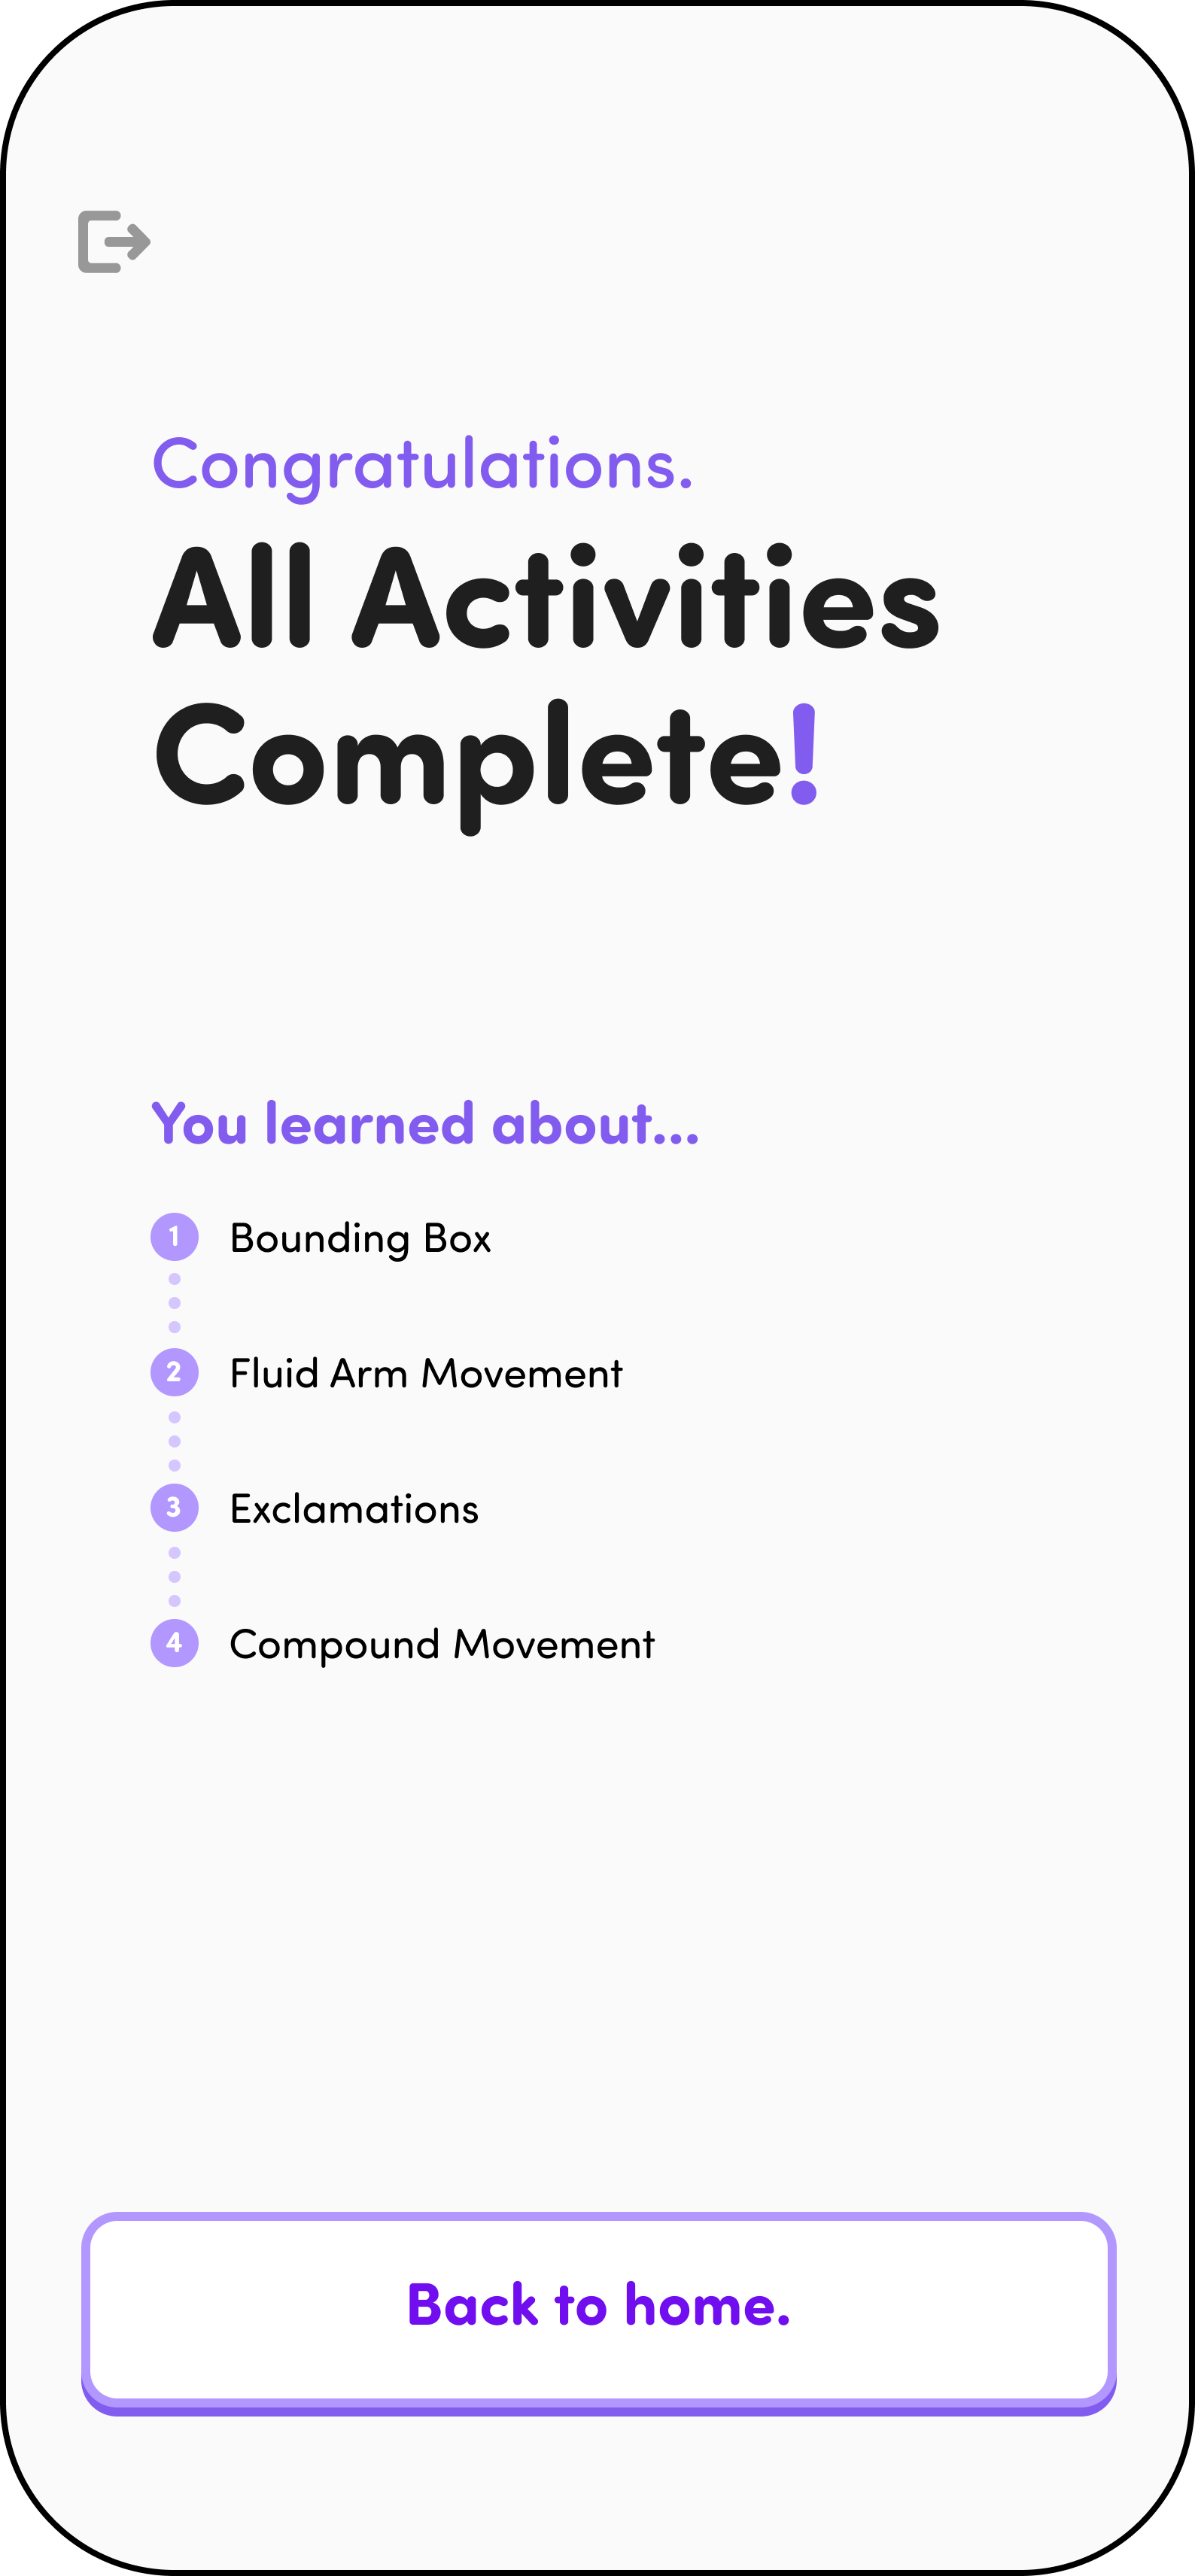 Congratulations.
All Activities
Complete!
You learned about...
1 Bounding Box
2 Fluid Arm Movement
3 Exclamations
4 Compound Movement
Back to home.